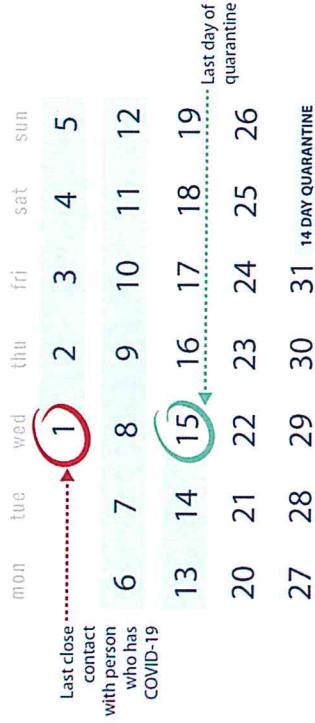 mon tue wed thu fri sat sun
Last close
contact
with person
who has
COVID-19
1 2 3 4 5
6 7 8 9 10 11 12
13 14 15 16 17 18 19
Last day of
quarantine
20 21 22 23 24 25 26
27 28 29 30 31
14 DAY QUARANTINE